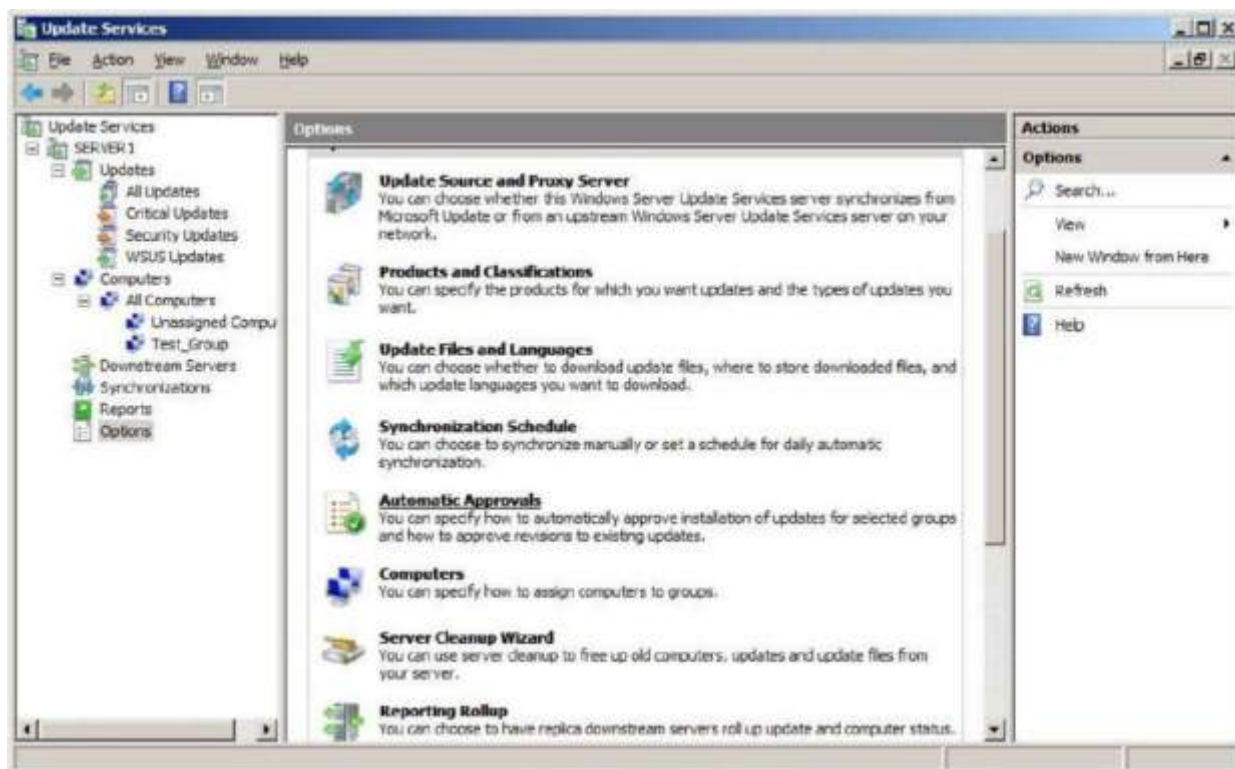 Update Services
File Action View Window Help
Update Services
SERVER1
Updates
All Updates
Critical Updates
Security Updates
WSUS Updates
Computers
All Computers
Unassigned Compu
Test_Group
Downstream Servers
Synchronizations
Reports
Options
Options
Update Source and Proxy Server
You can choose whether this Windows Server Update Services server synchronizes from
Microsoft Update or from an upstream Windows Server Update Services server on your
network.
Products and Classifications
You can specify the products for which you want updates and the types of updates you
want.
Update Files and Languages
You can choose whether to download update files, where to store downloaded files, and
which update languages you want to download.
Synchronization Schedule
You can choose to synchronize manually or set a schedule for daily automatic
synchronization.
Automatic Approvals
You can specify how to automatically approve installation of updates for selected groups
and how to approve revisions to existing updates.
Computers
You can specify how to assign computers to groups.
Server Cleanup Wizard
You can use server cleanup to free up old computers, updates and update files from
your server.
Reporting Rollup
You can choose to have replica downstream servers roll up update and computer status.
Actions
Options
Search...
View
New Window from Here
Refresh
Help